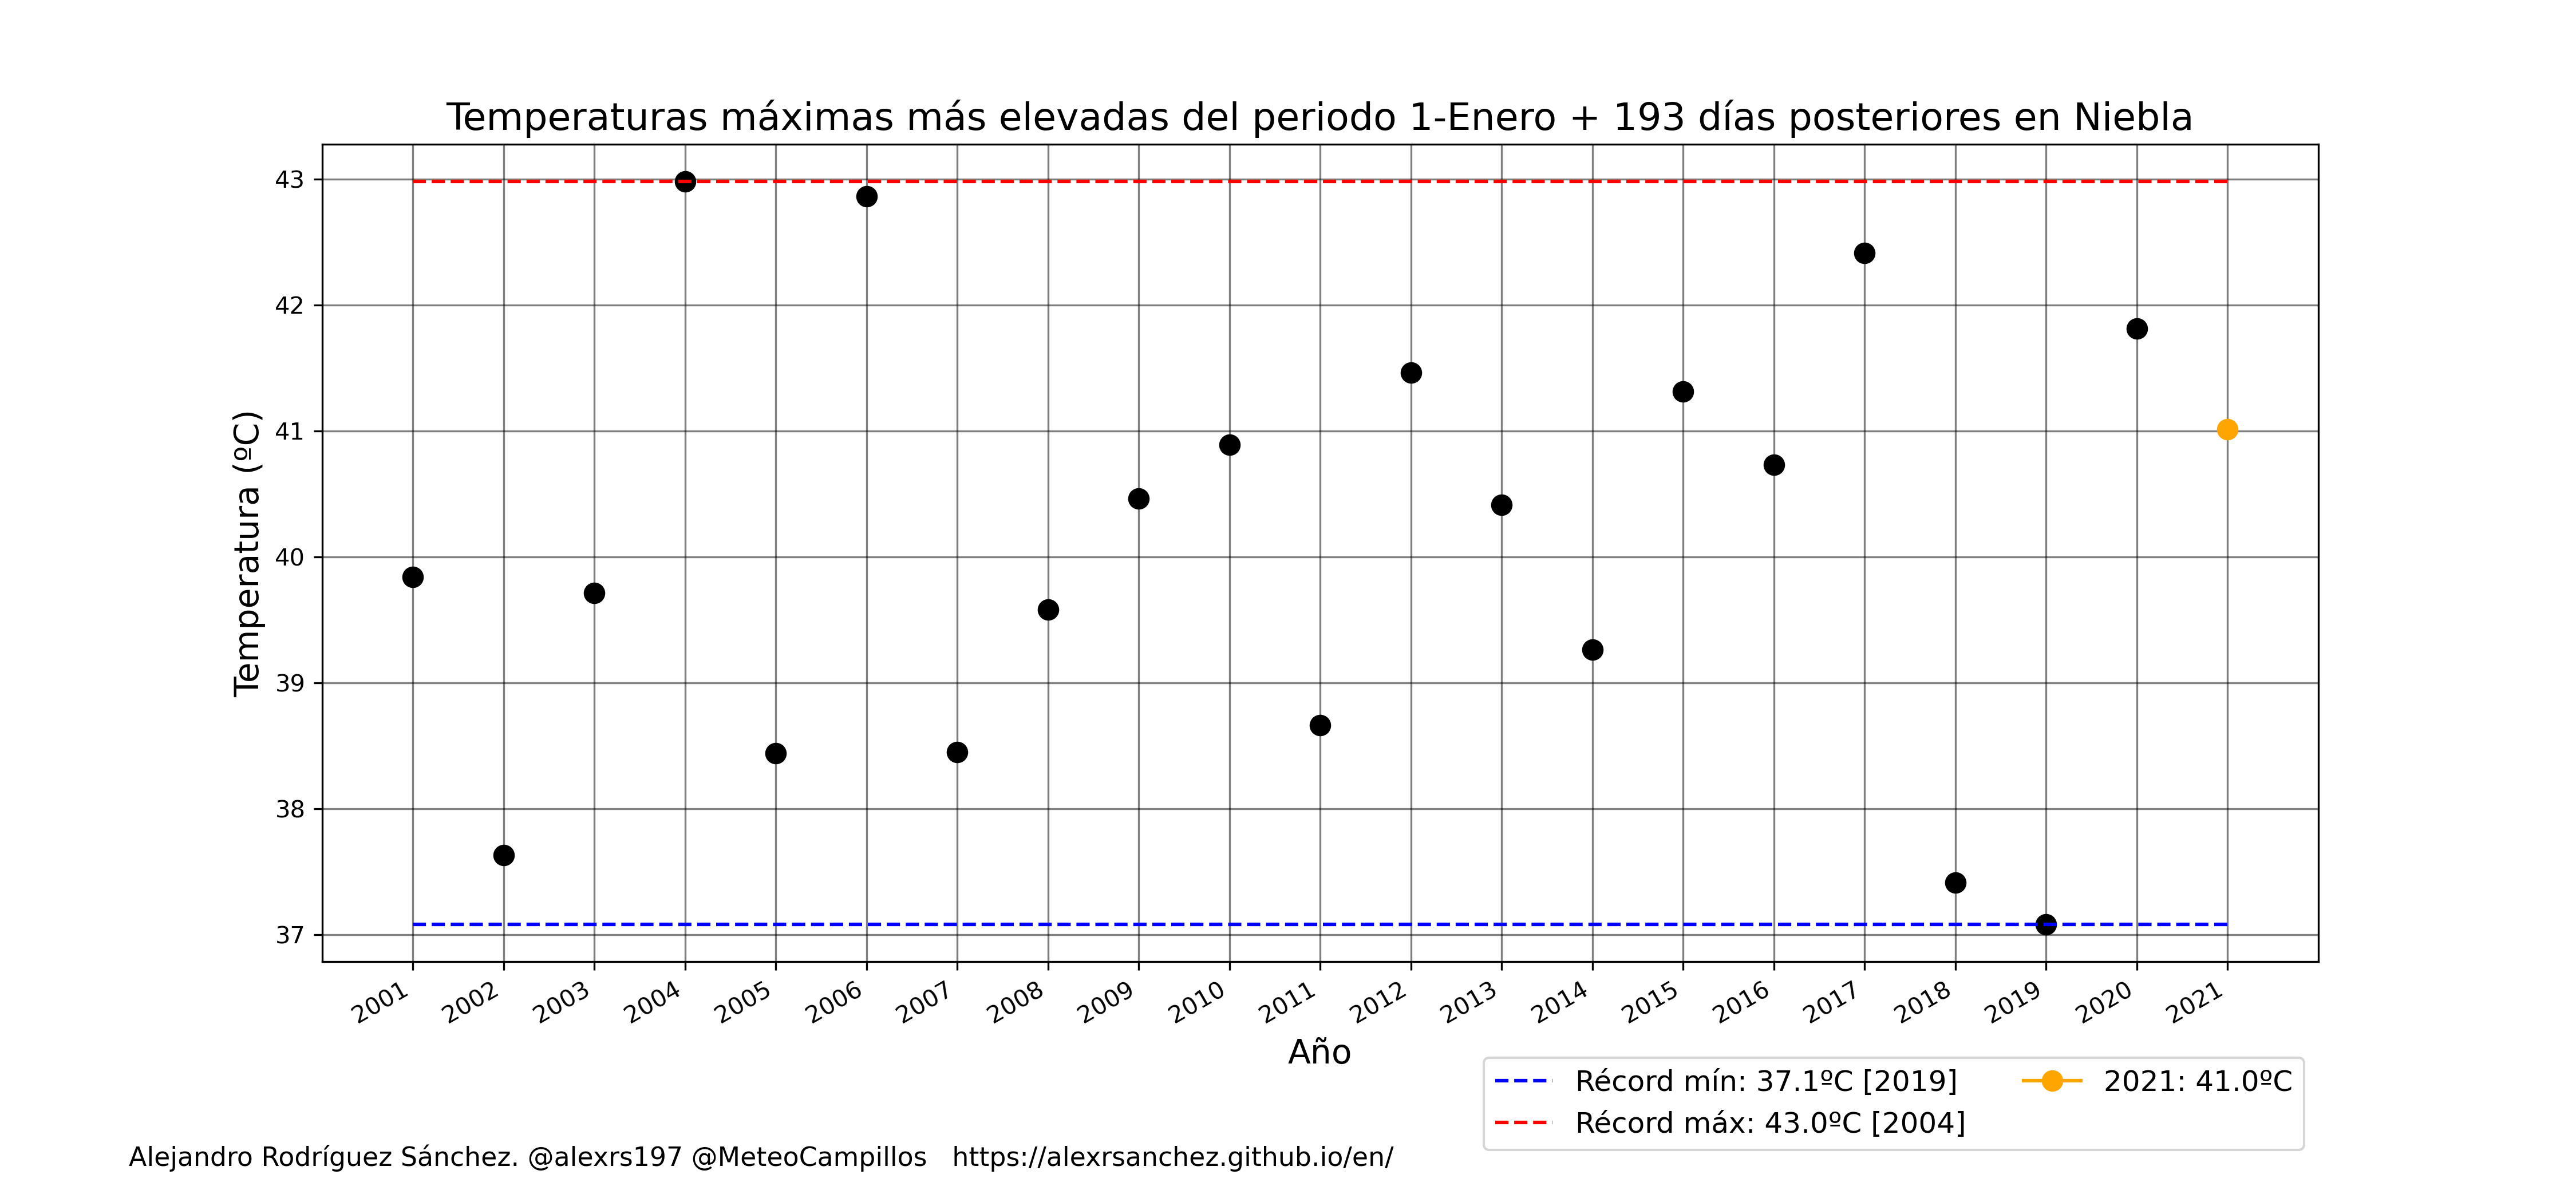 Temperaturas máximas más elevadas del periodo 1-Enero + 193 días posteriores en Niebla
Temperatura (ºC)
43
42
41
40
39
38
37
2001 2002 2003 2004 2005 2006 2007 2008 2009 2010 2011 2012 2013 2014 2015 2016 2017 2018 2019 2020 2021
Año
Récord mín: 37.1ºC [2019]
Récord máx: 43.0ºC [2004]
2021: 41.0ºC
Alejandro Rodríguez Sánchez. @alexrs197 @MeteoCampillos https://alexrsanchez.github.io/en/